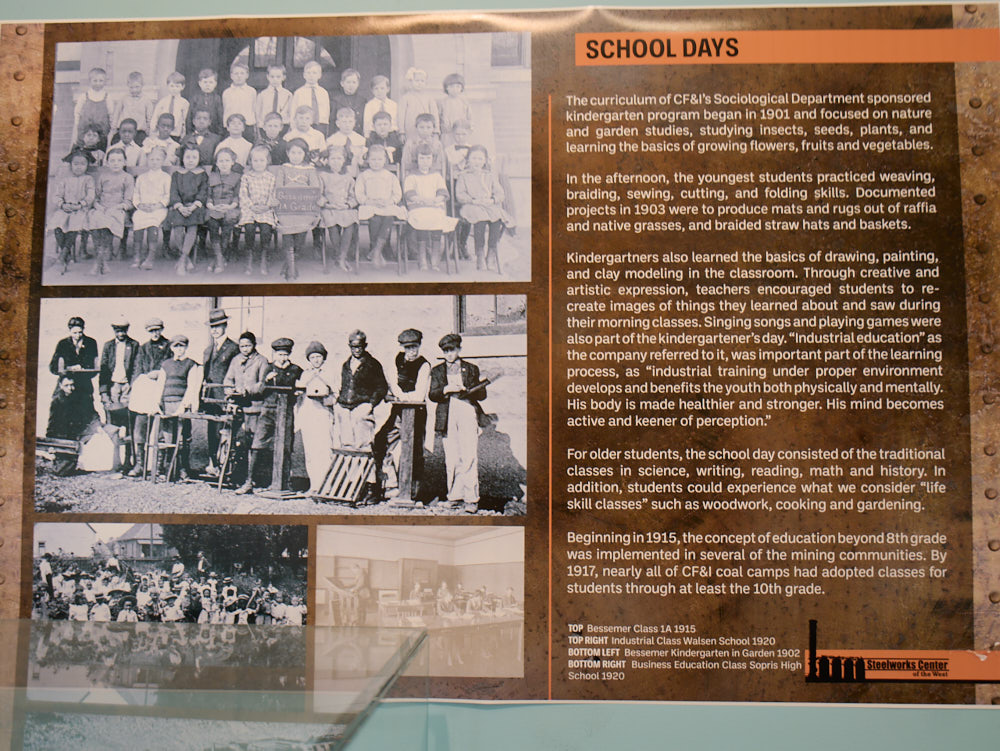 SCHOOL DAYS
The curriculum of CF&I's Sociological Department sponsored
kindergarten program began in 1901 and focused on nature
and garden studies, studying insects, seeds, plants, and
learning the basics of growing flowers, fruits and vegetables.
In the afternoon, the youngest students practiced weaving,
braiding, sewing, cutting, and folding skills. Documented
projects in 1903 were to produce mats and rugs out of raffia
and native grasses, and braided straw hats and baskets.
Kindergartners also learned the basics of drawing, painting,
and clay modeling in the classroom. Through creative and
artistic expression, teachers encouraged students to re-
create images of things they learned about and saw during
their morning classes. Singing songs and playing games were
also part of the kindergartener's day. "Industrial education" as
the company referred to it, was important part of the learning
process, as "industrial training under proper environment
develops and benefits the youth both physically and mentally.
His body is made healthier and stronger. His mind becomes
active and keener of perception."
For older students, the school day consisted of the traditional
classes in science, writing, reading, math and history. In
addition, students could experience what we consider "life
skill classes" such as woodwork, cooking and gardening.
Beginning in 1915, the concept of education beyond 8th grade
was implemented in several of the mining communities. By
1917, nearly all of CF&I coal camps had adopted classes for
students through at least the 10th grade.
TOP Bessemer Class 1A 1915
TOP RIGHT Industrial Class Walsen School 1920
BOTTOM LEFT Bessemer Kindergarten in Garden 1902
BOTTOM RIGHT Business Education Class Sopris High
School 1920
Steelworks Center
of the West
Bessemer
1A Grade